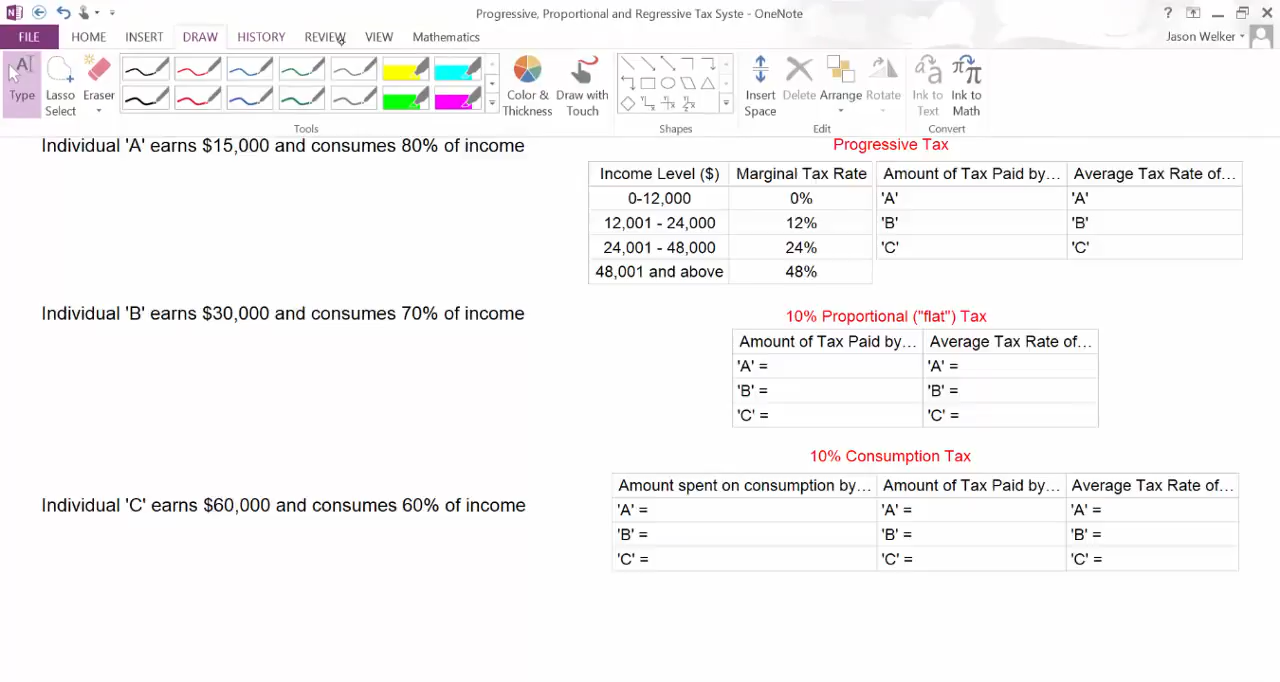 Progressive, Proportional and Regressive Tax Syste - OneNote
?
Jason Welker
FILE HOME INSERT DRAW HISTORY REVIEW VIEW Mathematics
Type
Lasso Select
Eraser
Color & Thickness
Draw with Touch
Insert Space
Delete
Arrange
Rotate
Ink to Text
Ink to Math
Tools
Shapes
Edit
Convert
Individual 'A' earns $15,000 and consumes 80% of income
Individual 'B' earns $30,000 and consumes 70% of income
Individual 'C' earns $60,000 and consumes 60% of income
Progressive Tax
Income Level ($) Marginal Tax Rate Amount of Tax Paid by... Average Tax Rate of...
0-12,000 0% 'A' 'A'
12,001 - 24,000 12% 'B' 'B'
24,001 - 48,000 24% 'C' 'C'
48,001 and above 48%
10% Proportional ("flat") Tax
Amount of Tax Paid by... Average Tax Rate of...
'A' = 'A' =
'B' = 'B' =
'C' = 'C' =
10% Consumption Tax
Amount spent on consumption by... Amount of Tax Paid by... Average Tax Rate of...
'A' = 'A' = 'A' =
'B' = 'B' = 'B' =
'C' = 'C' = 'C' =